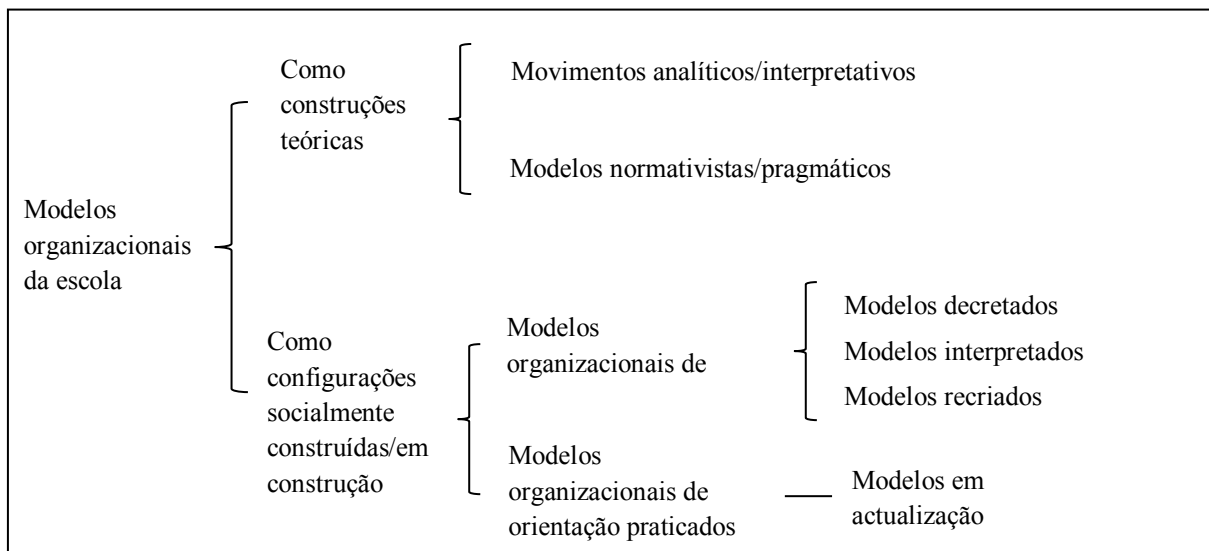 Modelos
organizacionais
da escola
Como
construções
teóricas
Movimentos analíticos/interpretativos
Modelos normativistas/pragmáticos
Como
configurações
socialmente
construídas/em
construção
Modelos
organizacionais de
Modelos decretados
Modelos interpretados
Modelos recriados
Modelos
organizacionais de
orientação praticados
Modelos em
actualização